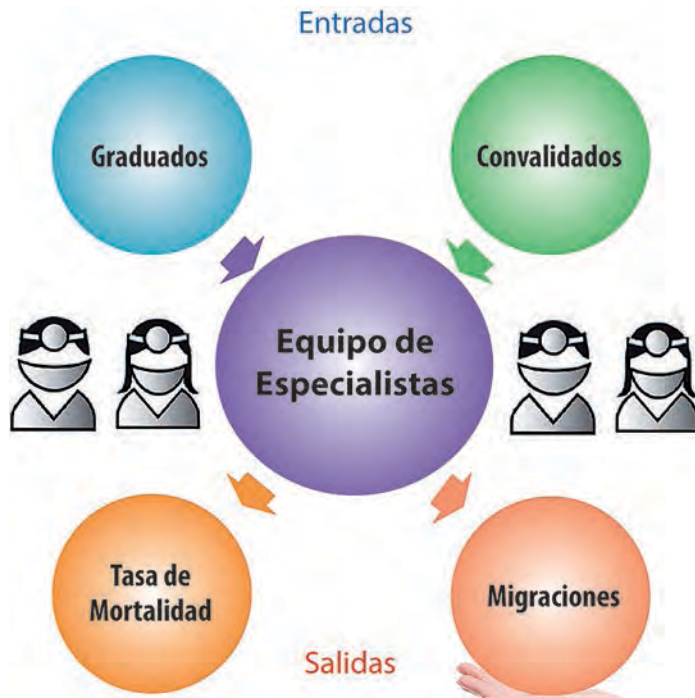 Entradas
Graduados
Convalidados
Equipo de
Especialistas
Tasa de
Mortalidad
Migraciones
Salidas